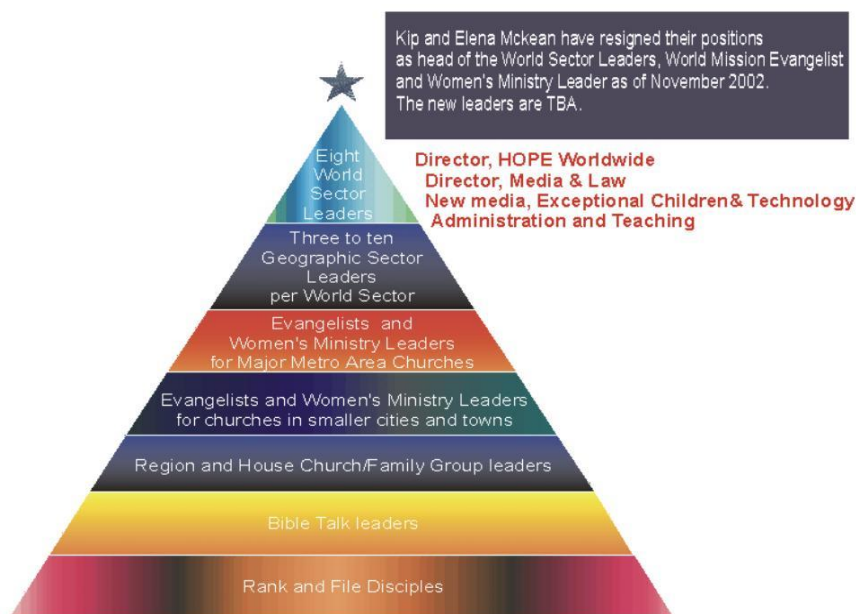 Kip and Elena Mckean have resigned their positions
as head of the World Sector Leaders, World Mission Evangelist
and Women's Ministry Leader as of November 2002.
The new leaders are TBA.
Eight
World
Sector
Leaders
Director, HOPE Worldwide
Director, Media & Law
New media, Exceptional Children& Technology
Administration and Teaching
Three to ten
Geographic Sector
Leaders
per World Sector
Evangelists and
Women's Ministry Leaders
for Major Metro Area Churches
Evangelists and Women's Ministry Leaders
for churches in smaller cities and towns
Region and House Church/Family Group leaders
Bible Talk leaders
Rank and File Disciples